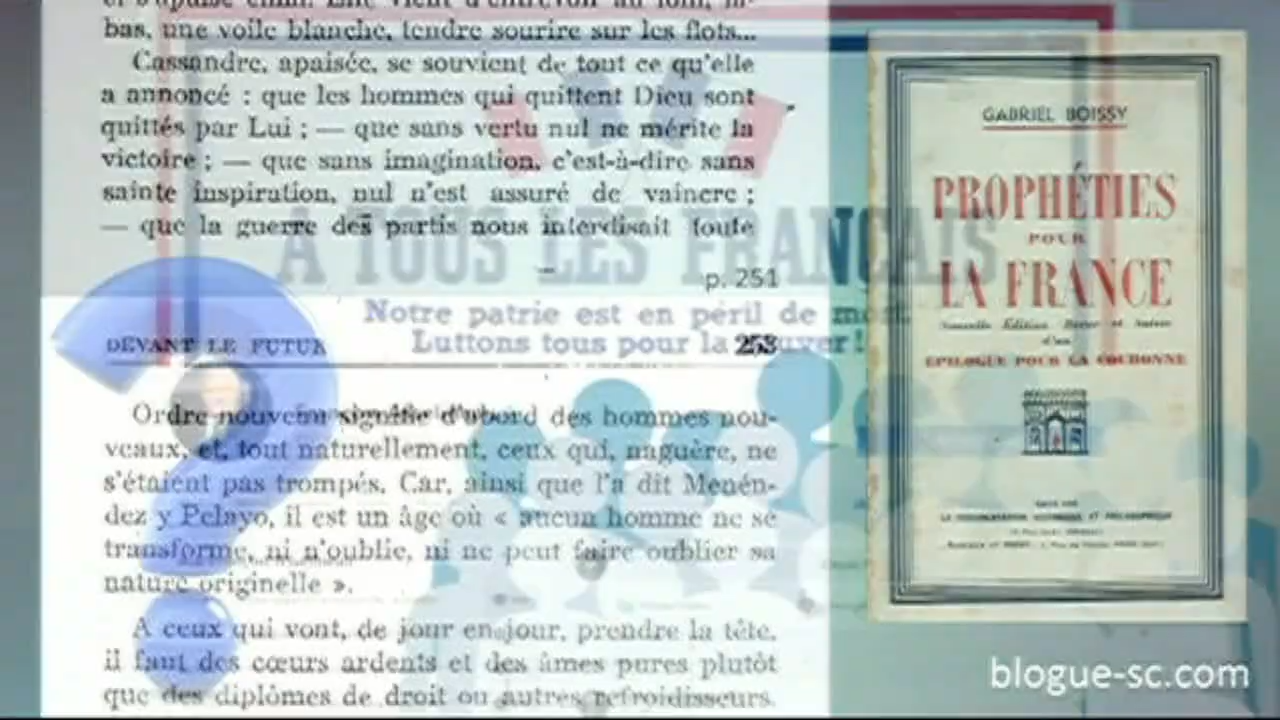 bas, une voile blanche, tendre sourire sur les flots...
Cassandre, apaisée, se souvient de tout ce qu'elle
a annoncé : que les hommes qui quittent Dieu sont
quittés par Lui ; — que sans vertu nul ne mérite la
victoire ; — que sans imagination, c'est-à-dire sans
sainte inspiration, nul n'est assuré de vaincre ;
— que la guerre des partis nous interdisait toute
p. 251
A TOUS LES FRANÇAIS
Notre patrie est en péril de mort.
Luttons tous pour la sauver !
DEVANT LE FUTUR 253
Ordre nouveau signifie d'abord des hommes nou-
veaux, et, tout naturellement, ceux qui, naguère, ne
s'étaient pas trompés. Car, ainsi que l'a dit Menén-
dez y Pelayo, il est un âge où « aucun homme ne se
transforme, ni n'oublie, ni ne peut faire oublier sa
nature originelle ».
A ceux qui vont, de jour en jour, prendre la tête,
il faut des cœurs ardents et des âmes pures plutôt
que des diplômes de droit ou autres refroidisseurs.
GABRIEL BOISSY
PROPHÉTIES
POUR
LA FRANCE
Nouvelle Édition
d'un
EPILOGUE POUR LA COURONNE
blogue-sc.com